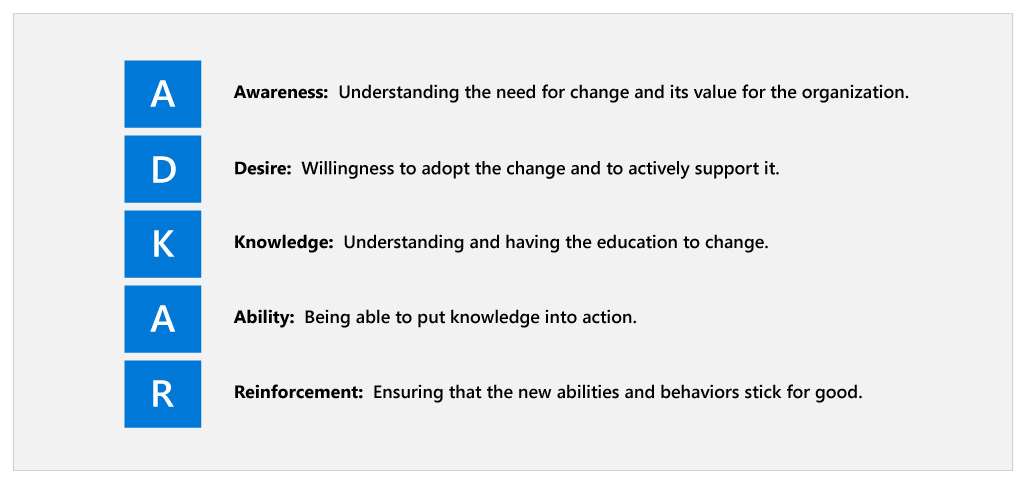 A
Awareness: Understanding the need for change and its value for the organization.
D
Desire: Willingness to adopt the change and to actively support it.
K
Knowledge: Understanding and having the education to change.
A
Ability: Being able to put knowledge into action.
R
Reinforcement: Ensuring that the new abilities and behaviors stick for good.